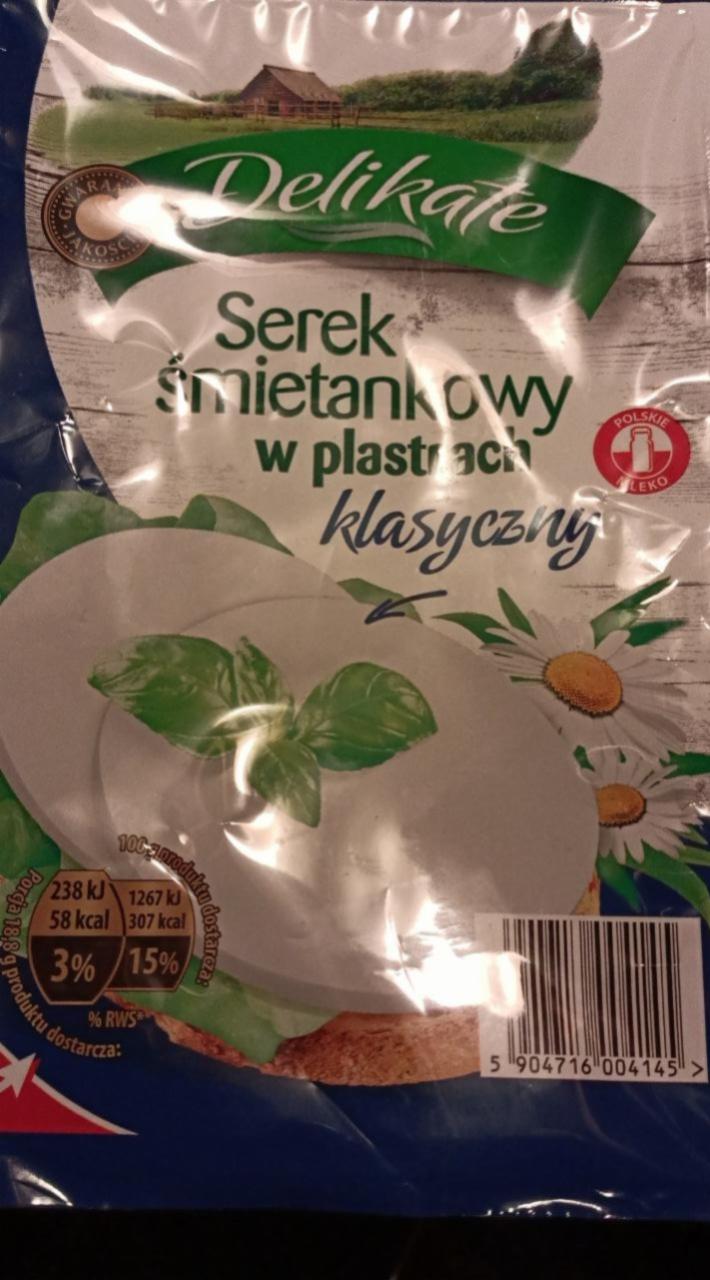 Delikate
JAKOŚCI
Serek
śmietankowy
w plastrach
klasyczny
POLSKIE
MLEKO
100 g produktu dostarcza:
238 kJ
58 kcal
3%
1267 kJ
307 kcal
15%
% RWS*
Porcja 18,8 g produktu dostarcza:
5 904716 004145 >